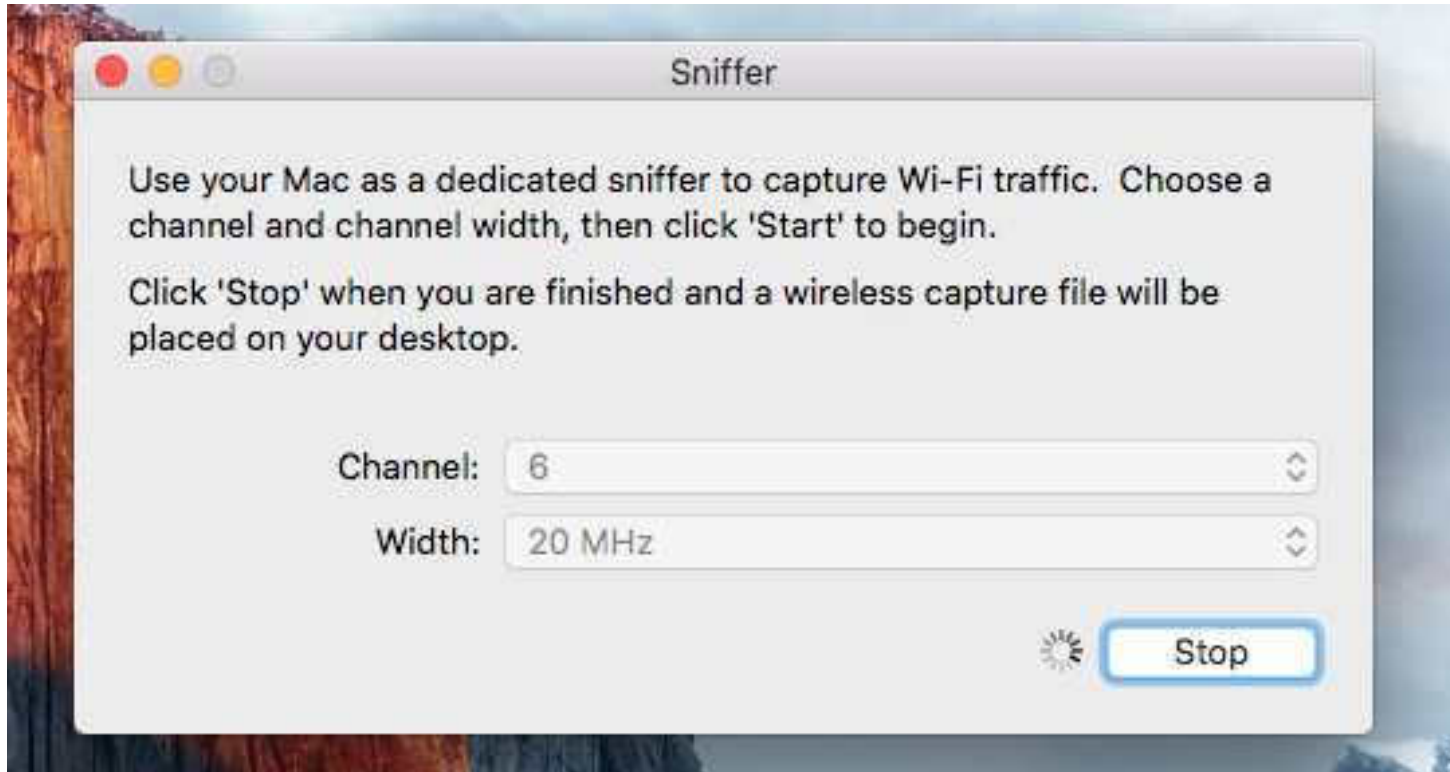 Sniffer
Use your Mac as a dedicated sniffer to capture Wi-Fi traffic.  Choose a
channel and channel width, then click 'Start' to begin.
Click 'Stop' when you are finished and a wireless capture file will be
placed on your desktop.
Channel: 6
Width: 20 MHz
Stop